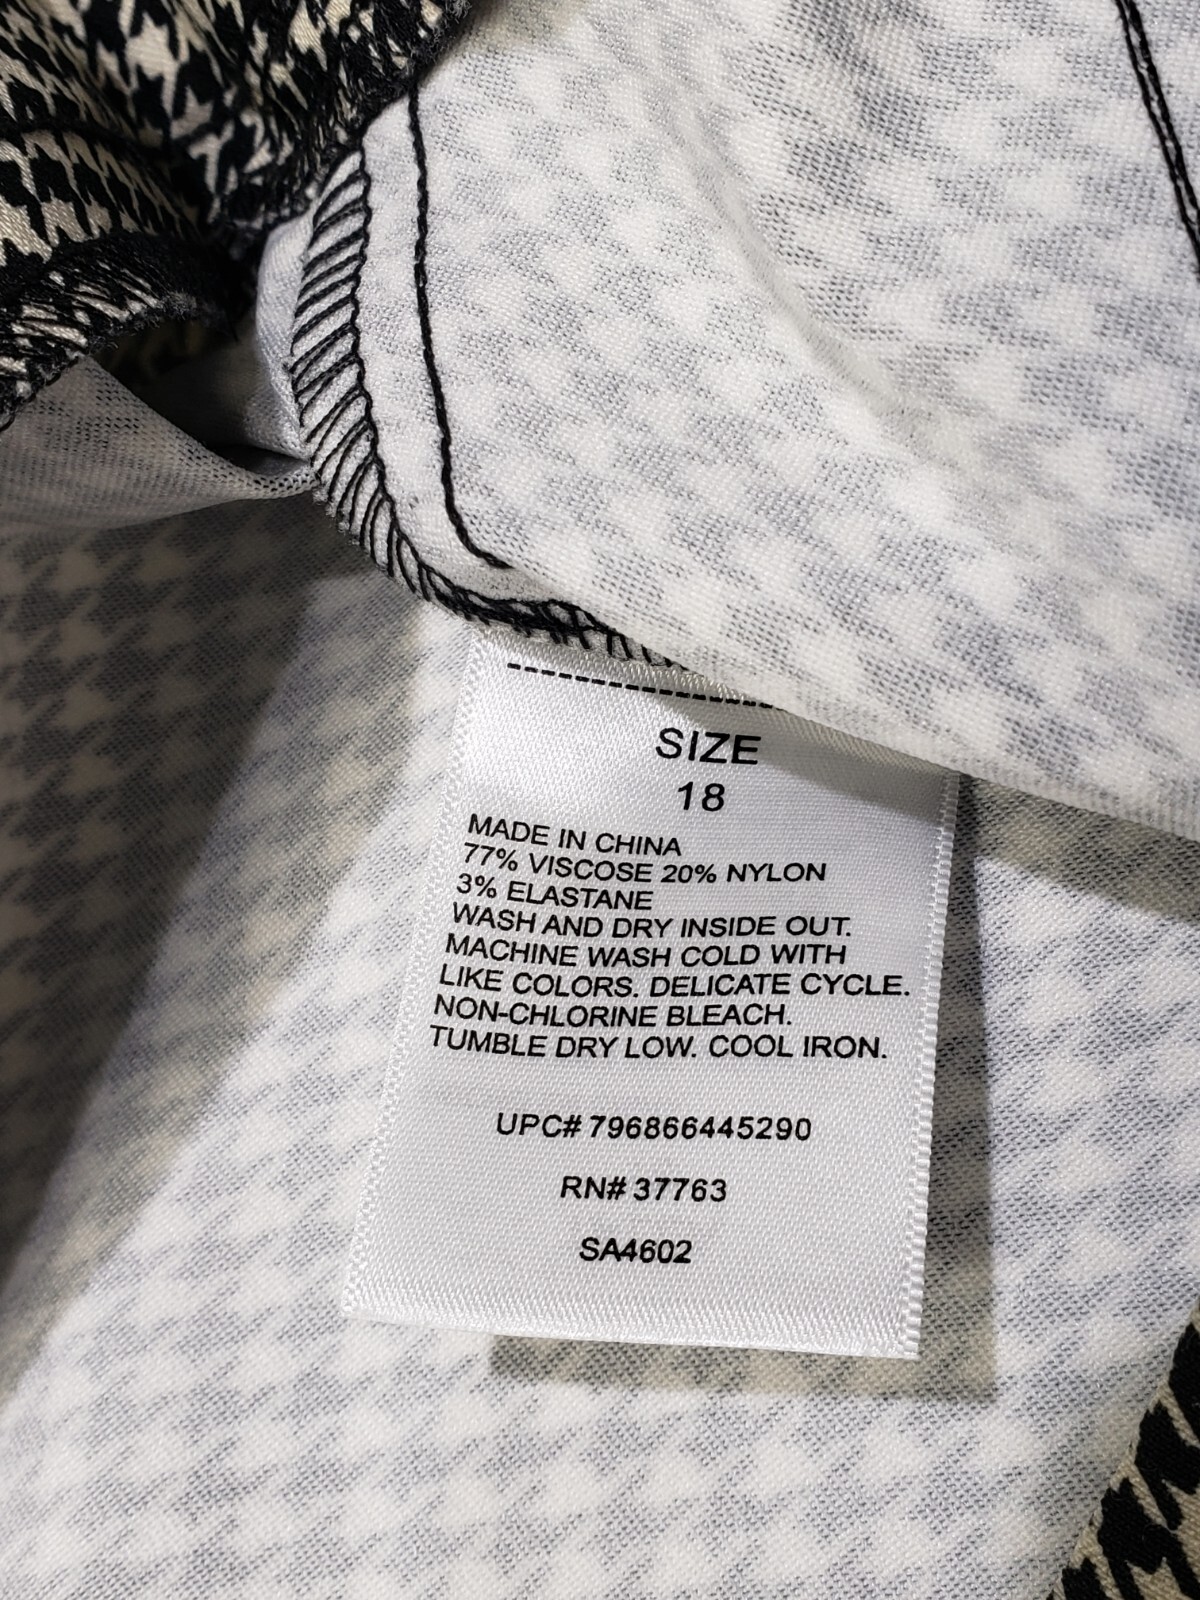 SIZE
18
MADE IN CHINA
77% VISCOSE 20% NYLON
3% ELASTANE
WASH AND DRY INSIDE OUT.
MACHINE WASH COLD WITH
LIKE COLORS. DELICATE CYCLE.
NON-CHLORINE BLEACH.
TUMBLE DRY LOW. COOL IRON.
UPC# 796866445290
RN# 37763
SA4602